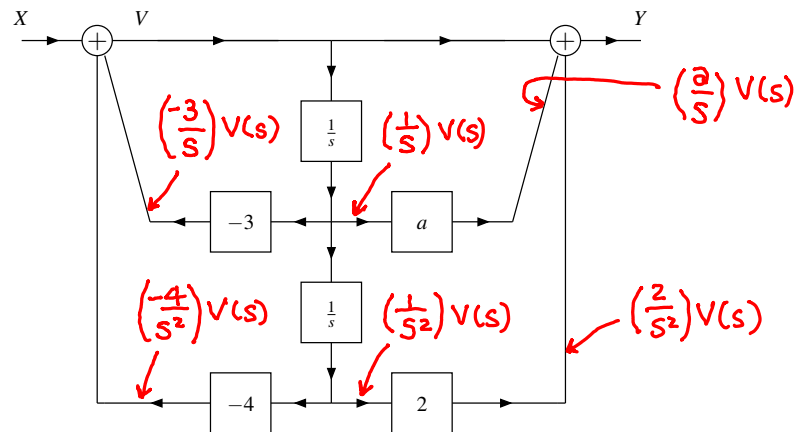 X V Y
(a/s) V(s)
(-3/s) V(s) 1/s (1/s) V(s)
−3 a
(-4/s²) V(s) 1/s (1/s²) V(s) (2/s²) V(s)
−4 2